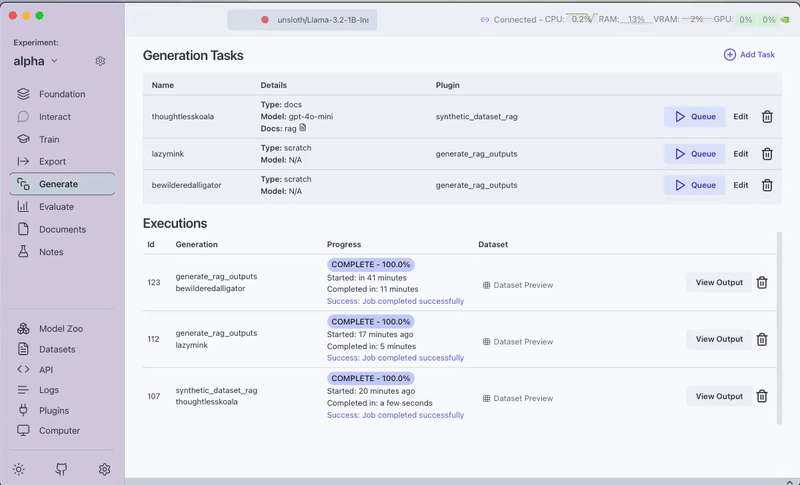 Experiment:
alpha
Foundation
Interact
Train
Export
Generate
Evaluate
Documents
Notes
Model Zoo
Datasets
API
Logs
Plugins
Computer
unsloth/Llama-3.2-1B-Ins
Connected - CPU: 0.2% RAM: 13% VRAM: 2% GPU: 0% 0%
Generation Tasks
Add Task
Name Details Plugin
Type: docs
thoughtlesskoala Model: gpt-4o-mini synthetic_dataset_rag Queue Edit
Docs: rag
Type: scratch
lazymink generate_rag_outputs Queue Edit
Model: N/A
Type: scratch
bewilderedalligator generate_rag_outputs Queue Edit
Model: N/A
Executions
Id Generation Progress Dataset
COMPLETE - 100.0%
generate_rag_outputs Started: in 41 minutes
123 Dataset Preview View Output
bewilderedalligator Completed in: 11 minutes
Success: Job completed successfully
COMPLETE - 100.0%
generate_rag_outputs Started: 17 minutes ago
112 Dataset Preview View Output
lazymink Completed in: 5 minutes
Success: Job completed successfully
COMPLETE - 100.0%
synthetic_dataset_rag Started: 20 minutes ago
107 Dataset Preview View Output
thoughtlesskoala Completed in: a few seconds
Success: Job completed successfully